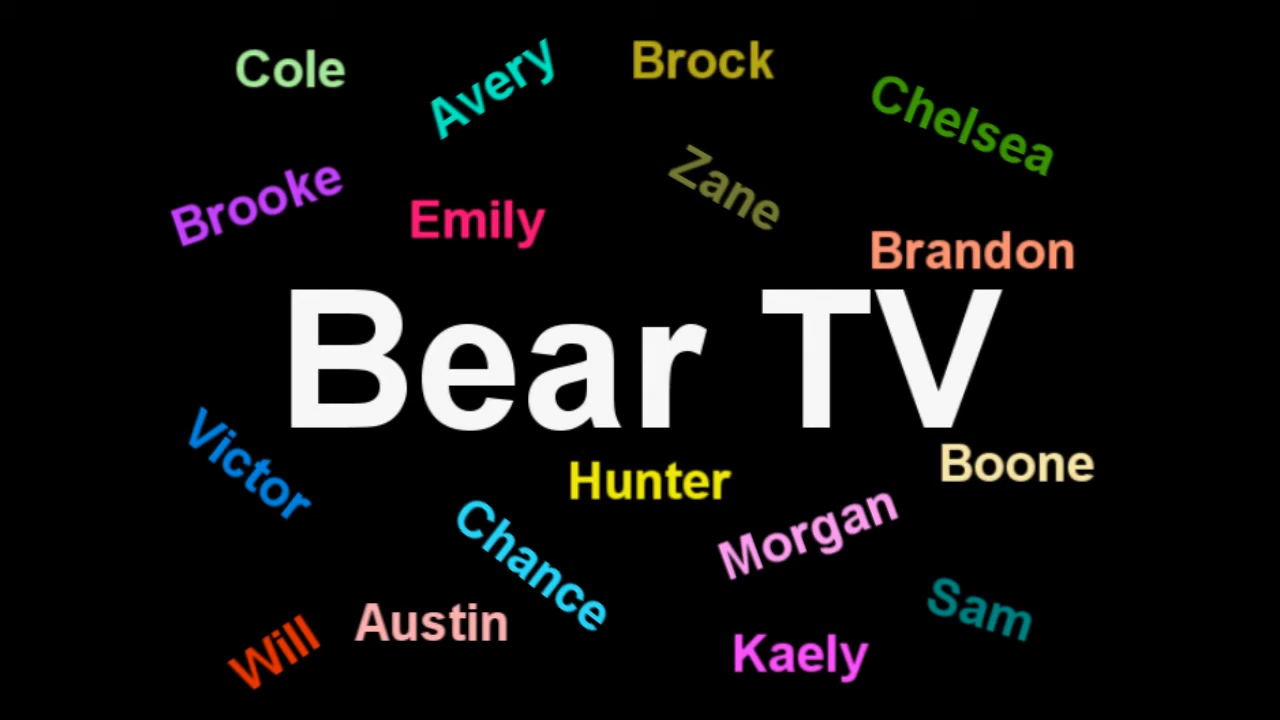 Cole
Avery
Brock
Chelsea
Brooke
Emily
Zane
Brandon
Bear TV
Victor
Hunter
Boone
Chance
Morgan
Will
Austin
Kaely
Sam